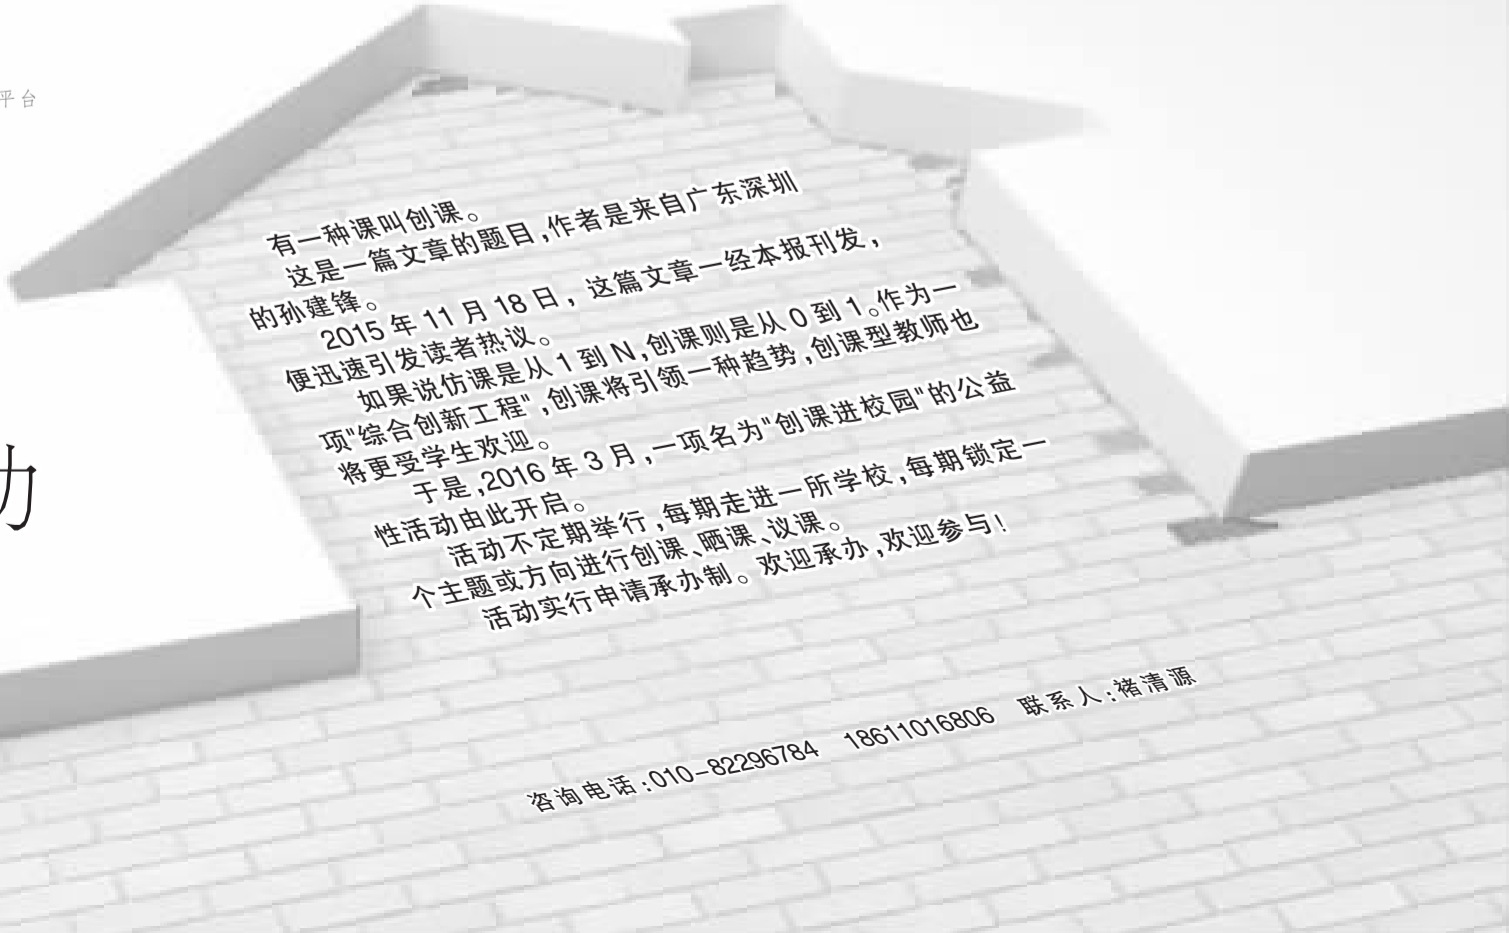 平台
有一种课叫创课。
这是一篇文章的题目,作者是来自广东深圳
的孙建锋。
2015年11月18日，这篇文章一经本报刊发，
便迅速引发读者热议。
如果说仿课是从1到N,创课则是从0到1。作为一
项"综合创新工程",创课将引领一种趋势,创课型教师也
将更受学生欢迎。
于是,2016年3月,一项名为"创课进校园"的公益
性活动由此开启。
活动不定期举行,每期走进一所学校,每期锁定一
个主题或方向进行创课、晒课、议课。
活动实行申请承办制。欢迎承办,欢迎参与!
咨询电话:010-82296784 18611016806 联系人:褚清源